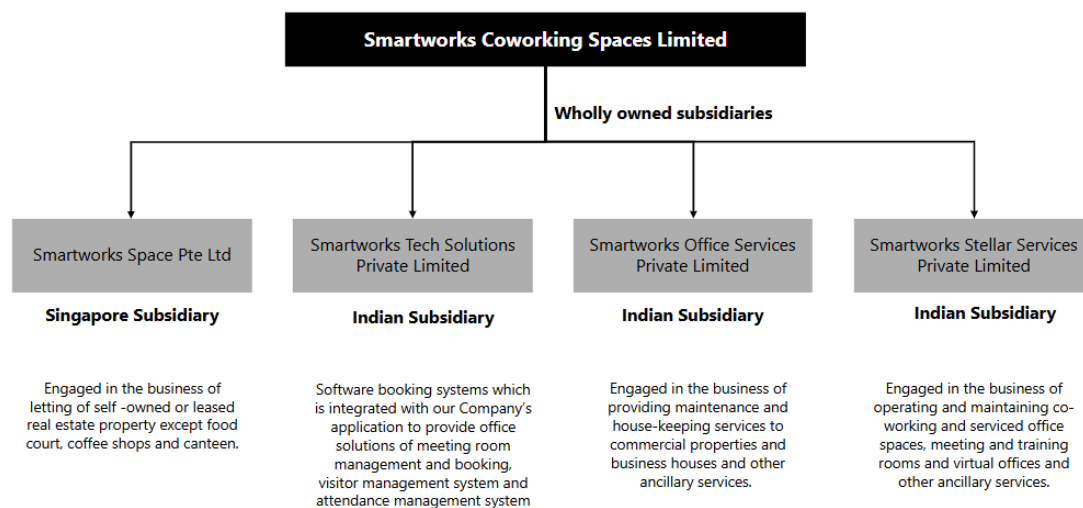 Smartworks Coworking Spaces Limited
Wholly owned subsidiaries
Smartworks Space Pte Ltd
Smartworks Tech Solutions
Private Limited
Smartworks Office Services
Private Limited
Smartworks Stellar Services
Private Limited
Singapore Subsidiary
Indian Subsidiary
Indian Subsidiary
Indian Subsidiary
Engaged in the business of
letting of self -owned or leased
real estate property except food
court, coffee shops and canteen.
Software booking systems which
is integrated with our Company's
application to provide office
solutions of meeting room
management and booking,
visitor management system and
attendance management system
Engaged in the business of
providing maintenance and
house-keeping services to
commercial properties and
business houses and other
ancillary services.
Engaged in the business of
operating and maintaining co-
working and serviced office
spaces, meeting and training
rooms and virtual offices and
other ancillary services.